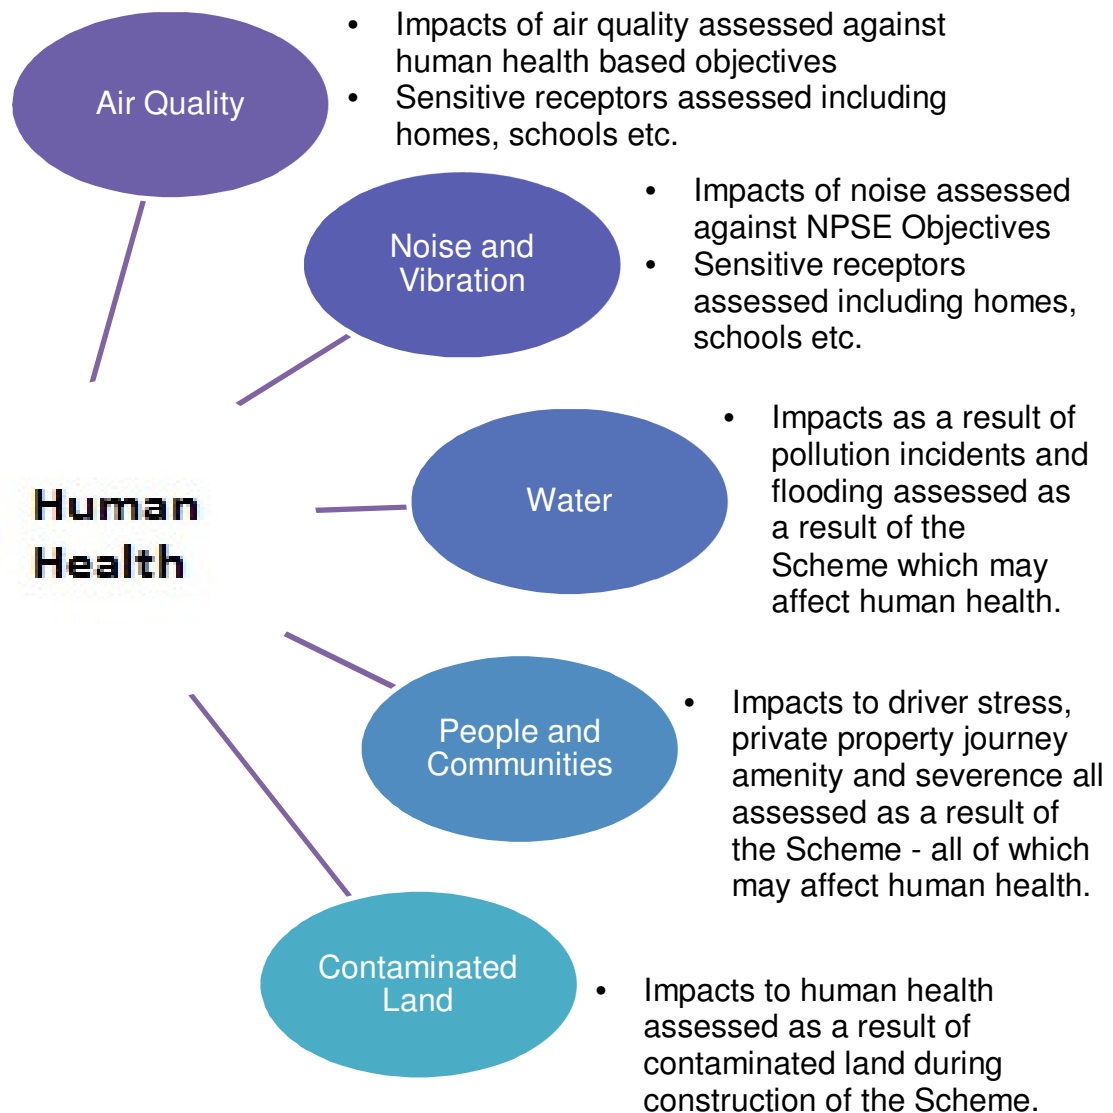 Air Quality
• Impacts of air quality assessed against
human health based objectives
• Sensitive receptors assessed including
homes, schools etc.
Noise and
Vibration
• Impacts of noise assessed
against NPSE Objectives
• Sensitive receptors
assessed including homes,
schools etc.
Human
Health
Water
• Impacts as a result of
pollution incidents and
flooding assessed as
a result of the
Scheme which may
affect human health.
People and
Communities
• Impacts to driver stress,
private property journey
amenity and severence all
assessed as a result of
the Scheme - all of which
may affect human health.
Contaminated
Land
• Impacts to human health
assessed as a result of
contaminated land during
construction of the Scheme.